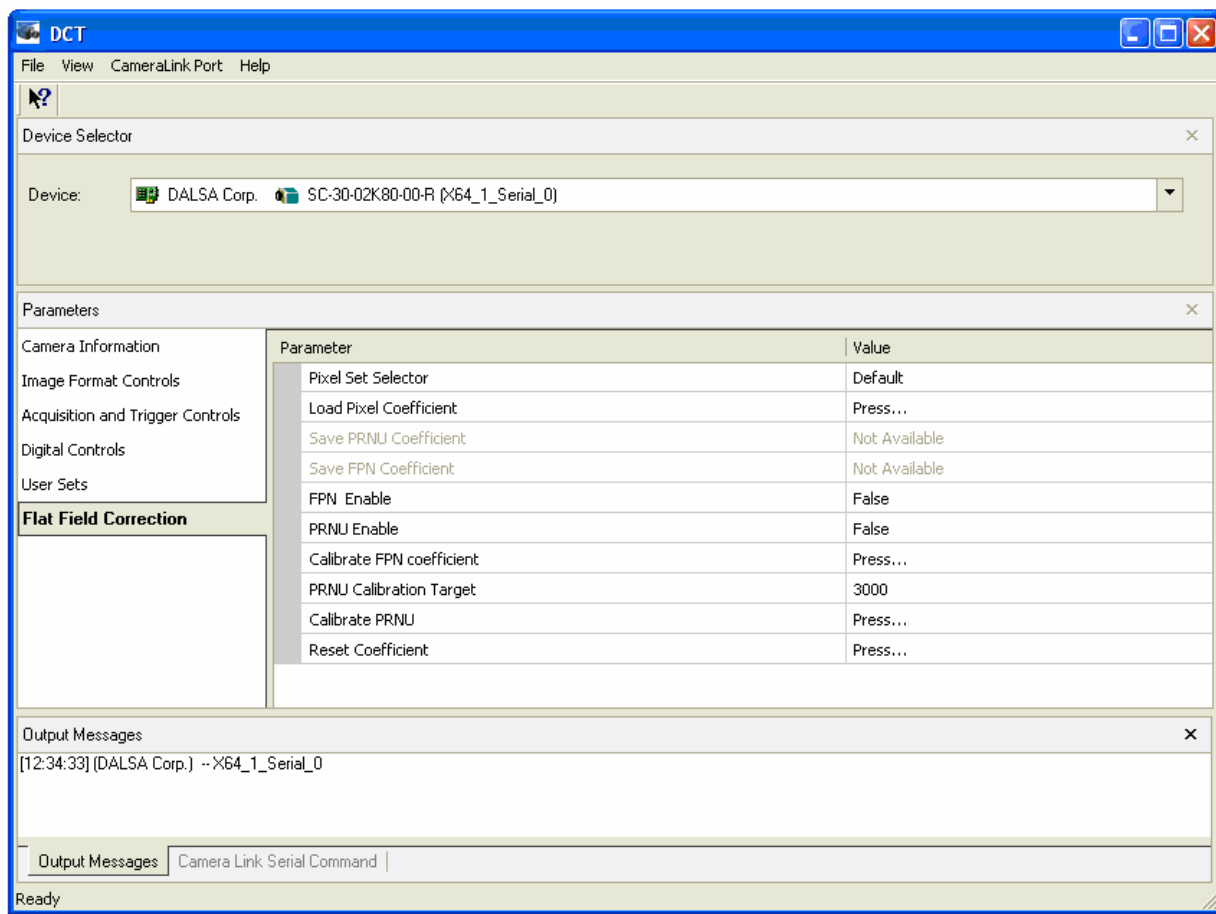 DCT
File View CameraLink Port Help
Device Selector
Device: DALSA Corp. SC-30-02K80-00-R (X64_1_Serial_0)
Parameters
Camera Information
Image Format Controls
Acquisition and Trigger Controls
Digital Controls
User Sets
Flat Field Correction
Parameter Value
Pixel Set Selector Default
Load Pixel Coefficient Press...
Save PRNU Coefficient Not Available
Save FPN Coefficient Not Available
FPN Enable False
PRNU Enable False
Calibrate FPN coefficient Press...
PRNU Calibration Target 3000
Calibrate PRNU Press...
Reset Coefficient Press...
Output Messages
[12:34:33] (DALSA Corp.) -- X64_1_Serial_0
Output Messages Camera Link Serial Command
Ready